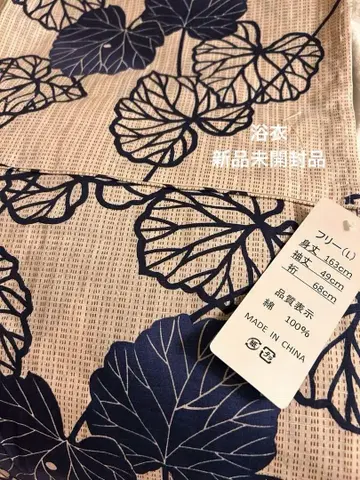 浴衣
新品未開封品
フリー(L)
身丈 163cm
袖丈 49cm
裄 68cm
品質表示
綿 100%
MADE IN CHINA